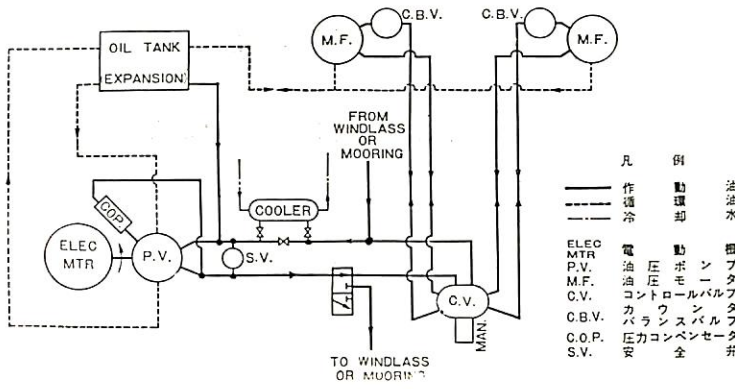 C.B.V.
C.B.V.
M.F.
M.F.
OIL TANK
(EXPANSION)
FROM
WINDLASS
OR
MOORING
COOLER
C.O.P.
ELEC
MTR
P.V.
S.V.
C.V.
MAN.
TO WINDLASS
OR MOORING
凡 例
作動油
循環油
冷却水
ELEC MTR 電動機
P.V. 油圧ポンプ
M.F. 油圧モータ
C.V. コントロールバルブ
C.B.V. カウンタバランスバルブ
C.O.P. 圧力コンペンセータ
S.V. 安全弁